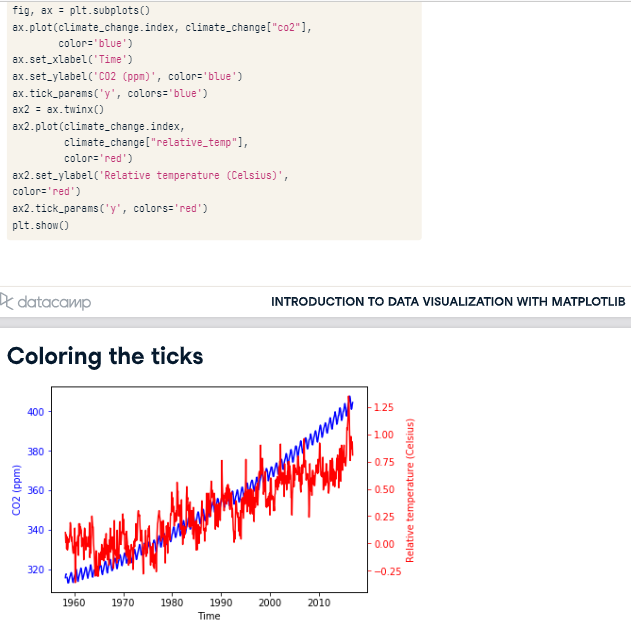 fig, ax = plt.subplots()
ax.plot(climate_change.index, climate_change["co2"],
color='blue')
ax.set_xlabel('Time')
ax.set_ylabel('CO2 (ppm)', color='blue')
ax.tick_params('y', colors='blue')
ax2 = ax.twinx()
ax2.plot(climate_change.index,
climate_change["relative_temp"],
color='red')
ax2.set_ylabel('Relative temperature (Celsius)',
color='red')
ax2.tick_params('y', colors='red')
plt.show()
datacamp
INTRODUCTION TO DATA VISUALIZATION WITH MATPLOTLIB
Coloring the ticks
400
380
360
340
320
CO2 (ppm)
1.25
1.00
0.75
0.50
0.25
0.00
−0.25
Relative temperature (Celsius)
1960 1970 1980 1990 2000 2010
Time